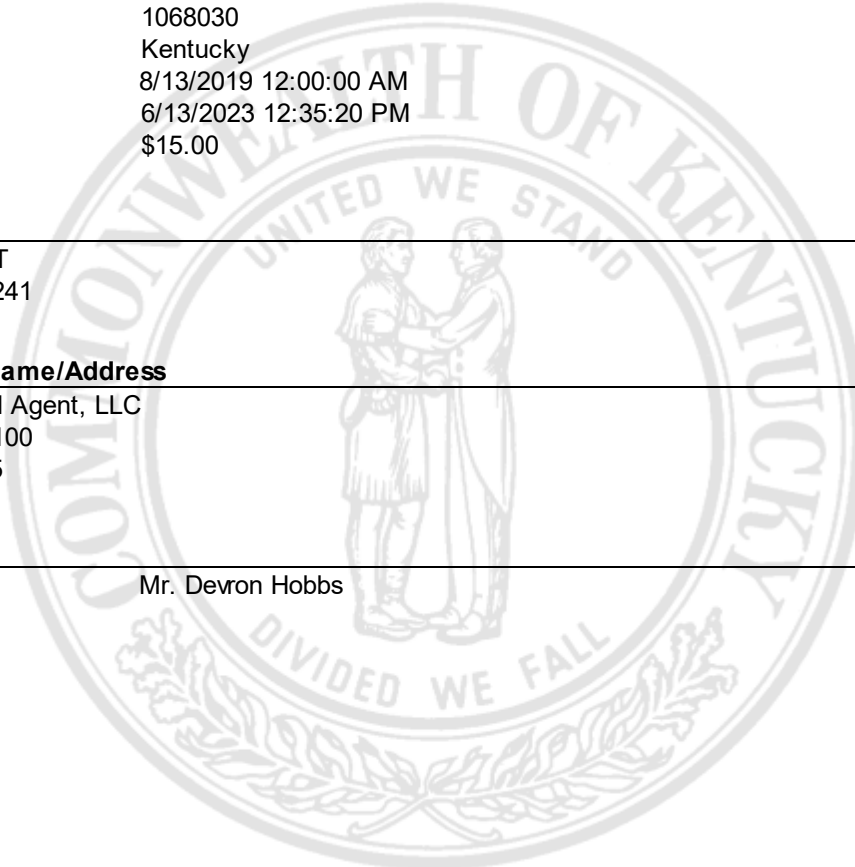 1068030
Kentucky
8/13/2019 12:00:00 AM
6/13/2023 12:35:20 PM
$15.00
COMMONWEALTH OF KENTUCKY
UNITED WE STAND
T
241
ame/Address
l Agent, LLC
100
Mr. Devron Hobbs
DIVIDED WE FALL